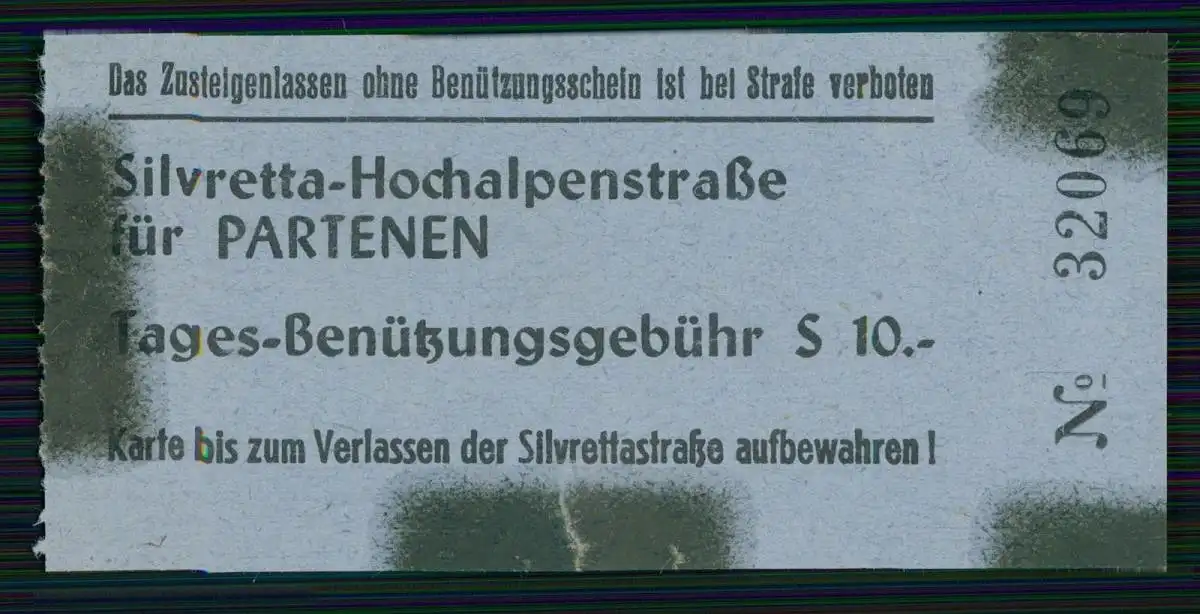 Das Zusteigenlassen ohne Benützungsschein ist bei Strafe verboten
Silvretta-Hochalpenstraße
für PARTENEN
Tages-Benützungsgebühr S 10.-
Karte bis zum Verlassen der Silvrettastraße aufbewahren!
Nº 32069